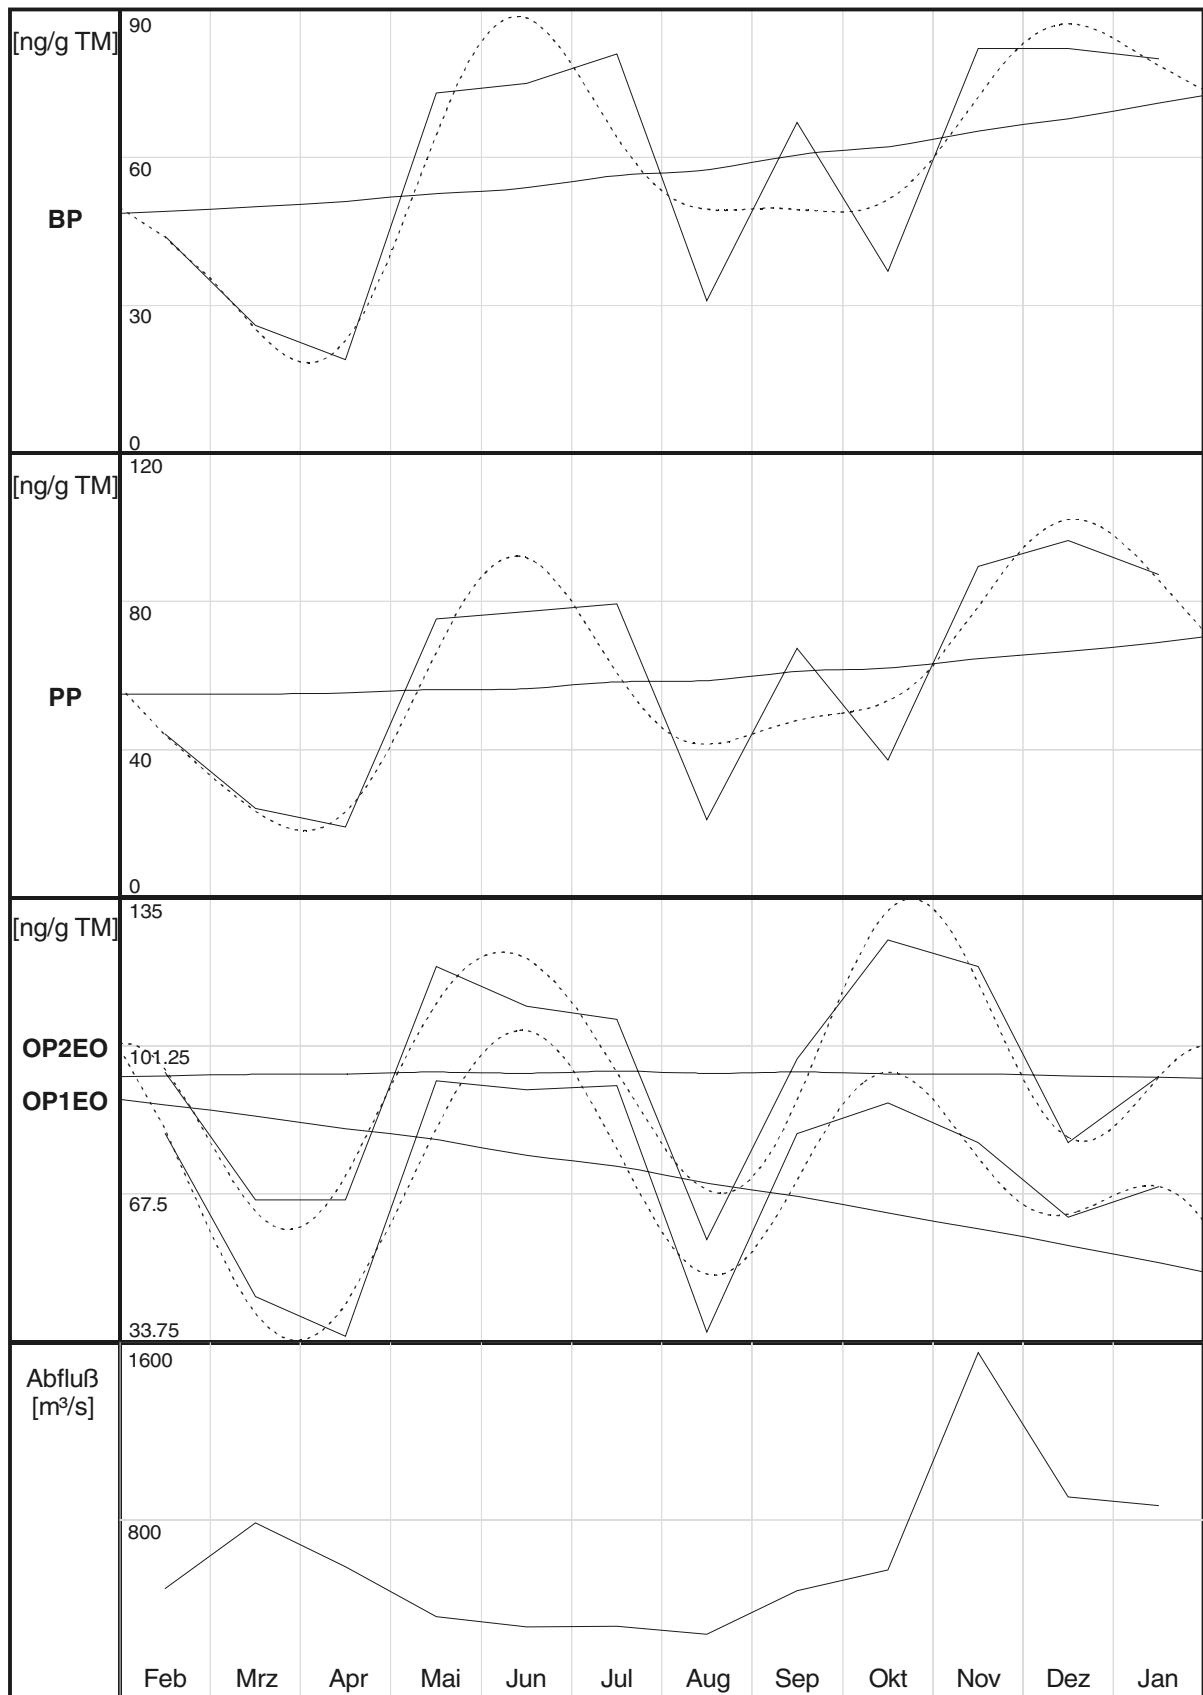 90
[ng/g TM]
60
BP
30
0
120
[ng/g TM]
80
PP
40
0
135
[ng/g TM]
OP2EO
101.25
OP1EO
67.5
33.75
1600
Abfluß
[m³/s]
800
Feb Mrz Apr Mai Jun Jul Aug Sep Okt Nov Dez Jan